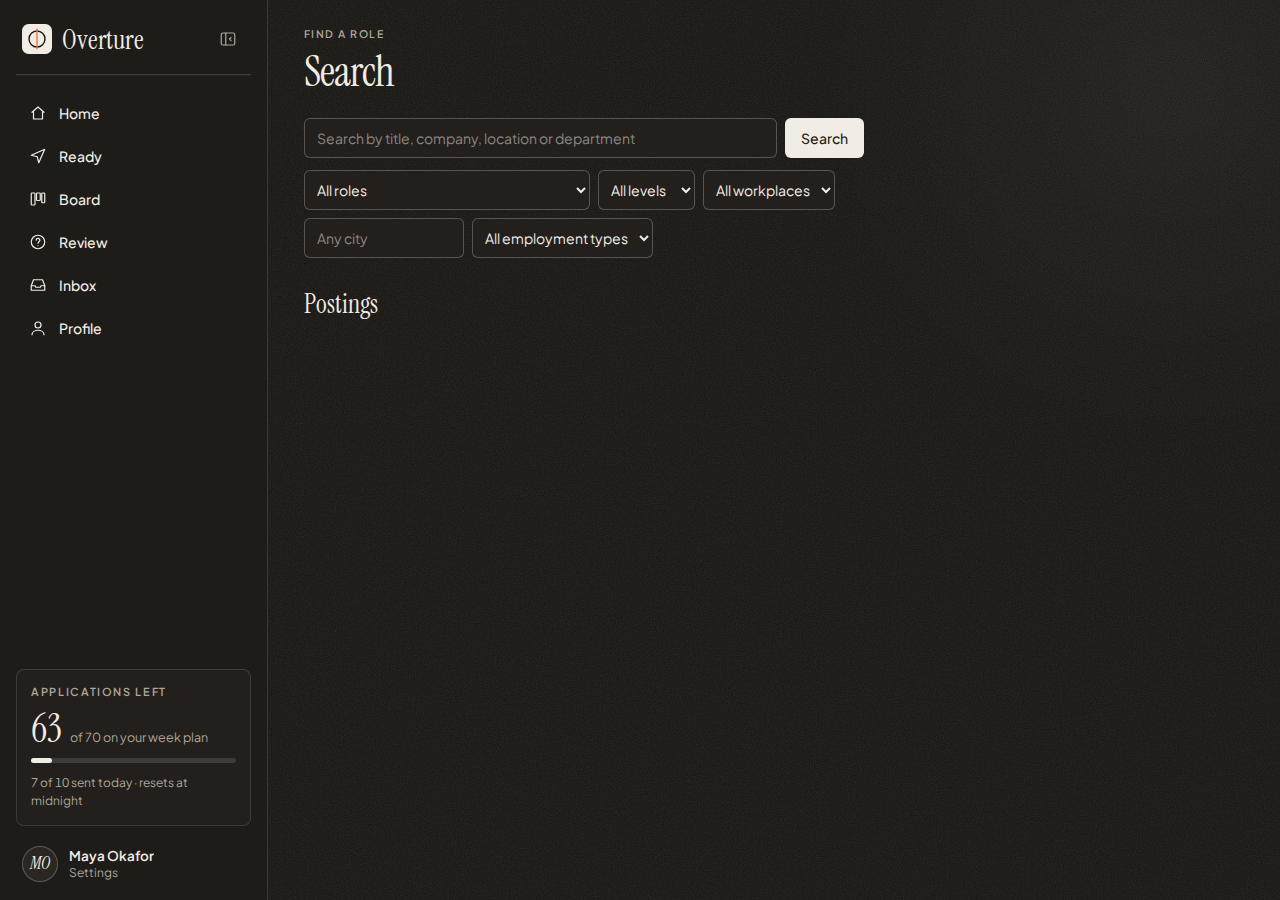 Overture
Home
Ready
Board
Review
Inbox
Profile
APPLICATIONS LEFT
63 of 70 on your week plan
7 of 10 sent today · resets at
midnight
MO
Maya Okafor
Settings
FIND A ROLE
Search
Search by title, company, location or department
Search
All roles
All levels
All workplaces
Any city
All employment types
Postings